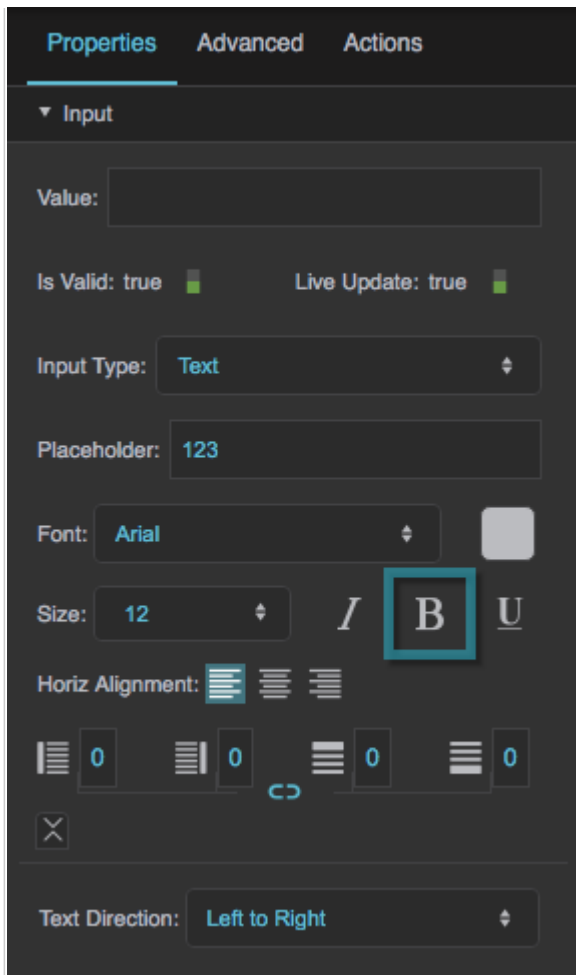 Properties Advanced Actions
Input
Value:
Is Valid: true Live Update: true
Input Type: Text
Placeholder: 123
Font: Arial
Size: 12 I B U
Horiz Alignment:
0 0 0 0
Text Direction: Left to Right